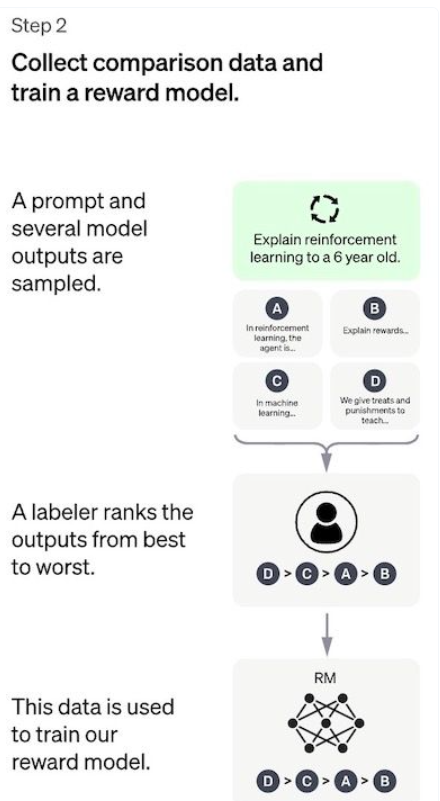 Step 2
Collect comparison data and
train a reward model.
A prompt and
several model
outputs are
sampled.
Explain reinforcement
learning to a 6 year old.
A
In reinforcement
learning, the
agent is...
B
Explain rewards...
C
In machine
learning...
D
We give treats and
punishments to
teach...
A labeler ranks the
outputs from best
to worst.
D > C > A > B
This data is used
to train our
reward model.
RM
D > C > A > B